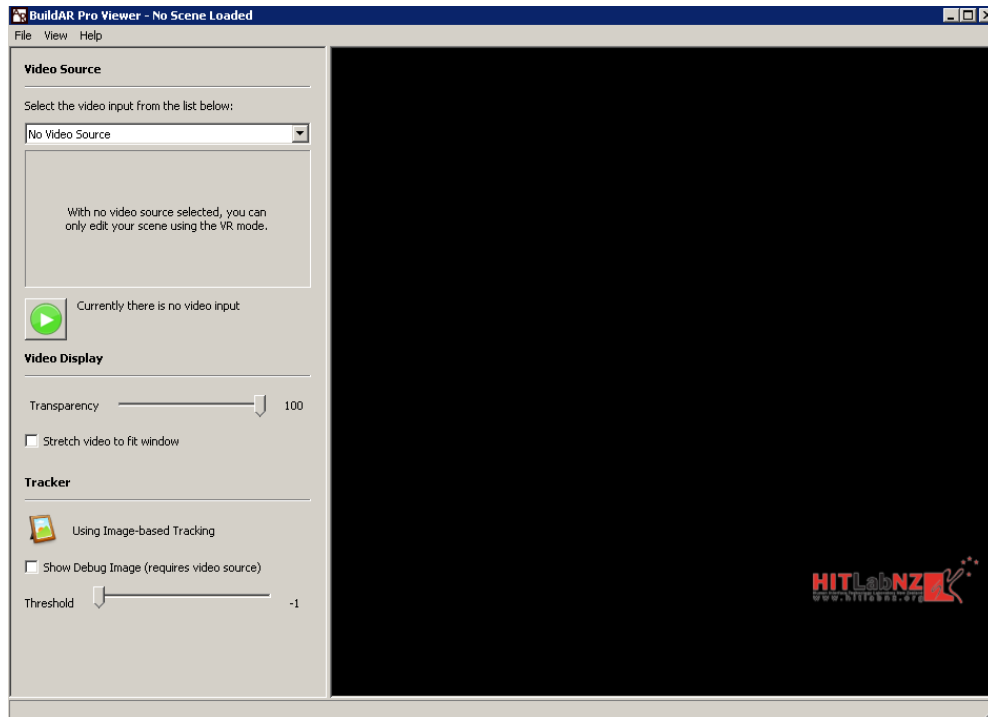 BuildAR Pro Viewer - No Scene Loaded
File View Help
Video Source
Select the video input from the list below:
No Video Source
With no video source selected, you can
only edit your scene using the VR mode.
Currently there is no video input
Video Display
Transparency 100
Stretch video to fit window
Tracker
Using Image-based Tracking
Show Debug Image (requires video source)
Threshold -1
HITLabNZ
www.hitlabnz.org